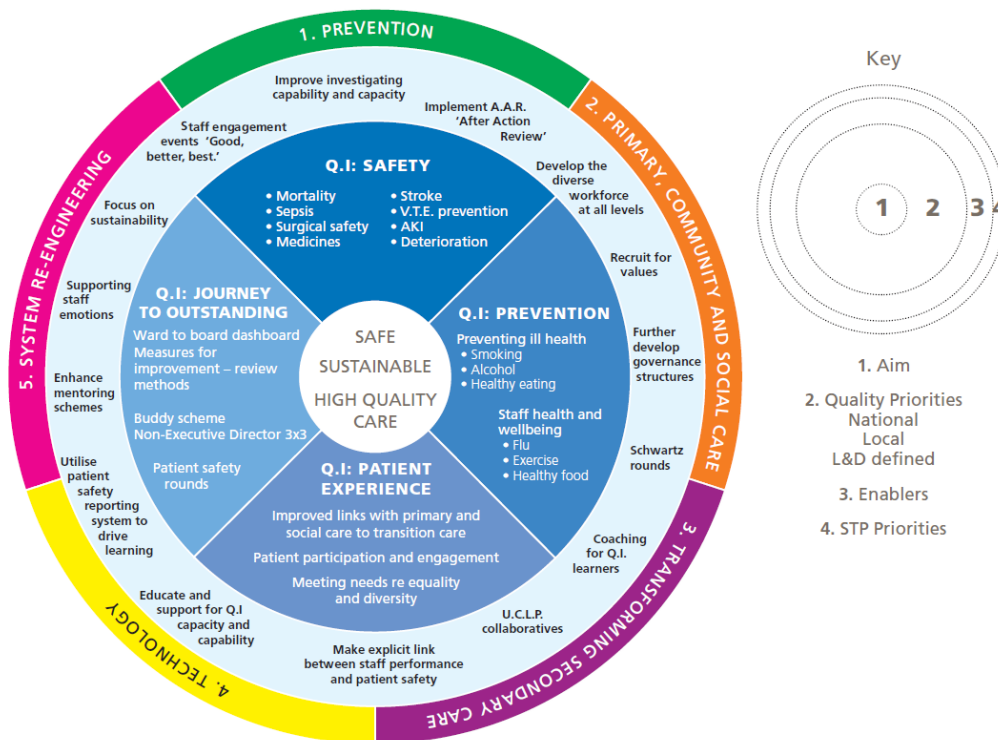 1. PREVENTION
2. PRIMARY, COMMUNITY AND SOCIAL CARE
3. TRANSFORMING SECONDARY CARE
4. TECHNOLOGY
5. SYSTEM RE-ENGINEERING
Improve investigating
capability and capacity
Implement A.A.R.
‘After Action
Review’
Develop the
diverse
workforce
at all levels
Recruit for
values
Further
develop
governance
structures
Schwartz
rounds
Coaching
for Q.I.
learners
U.C.L.P.
collaboratives
Make explicit link
between staff performance
and patient safety
Educate and
support for Q.I
capacity and
capability
Utilise
patient
safety
reporting
system to
drive
learning
Enhance
mentoring
schemes
Supporting
staff
emotions
Focus on
sustainability
Staff engagement
events ‘Good,
better, best.’
Q.I: SAFETY
• Mortality
• Sepsis
• Surgical safety
• Medicines
• Stroke
• V.T.E. prevention
• AKI
• Deterioration
Q.I: PREVENTION
Preventing ill health
• Smoking
• Alcohol
• Healthy eating
Staff health and
wellbeing
• Flu
• Exercise
• Healthy food
Q.I: PATIENT
EXPERIENCE
Improved links with primary and
social care to transition care
Patient participation and engagement
Meeting needs re equality
and diversity
Q.I: JOURNEY
TO OUTSTANDING
Ward to board dashboard
Measures for
improvement – review
methods
Buddy scheme
Non-Executive Director 3x3
Patient safety
rounds
SAFE
SUSTAINABLE
HIGH QUALITY
CARE
Key
1 2 3 4
1. Aim
2. Quality Priorities
National
Local
L&D defined
3. Enablers
4. STP Priorities